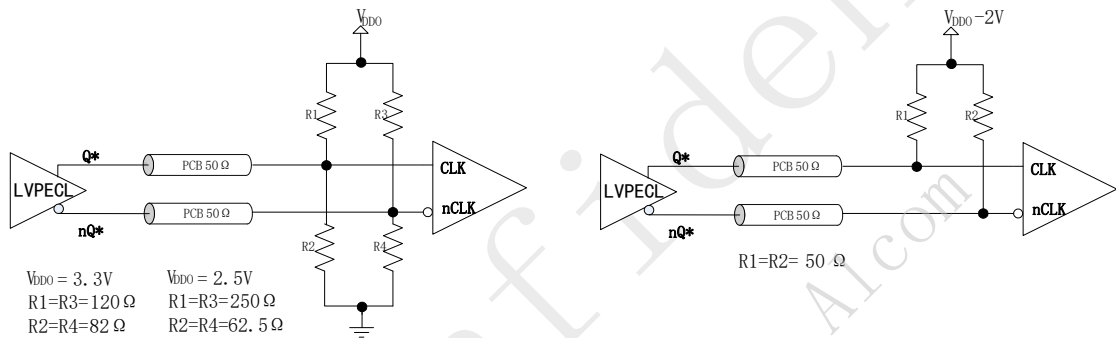 VDDO
R1
R3
Q*
PCB 50 Ω
CLK
LVPECL
nQ*
PCB 50 Ω
nCLK
R2
R4
VDDO = 3.3V
R1=R3=120 Ω
R2=R4=82 Ω
VDDO = 2.5V
R1=R3=250 Ω
R2=R4=62.5 Ω
VDDO-2V
R1
R2
Q*
PCB 50 Ω
CLK
LVPECL
nQ*
PCB 50 Ω
nCLK
R1=R2= 50 Ω
fiden
Alcom